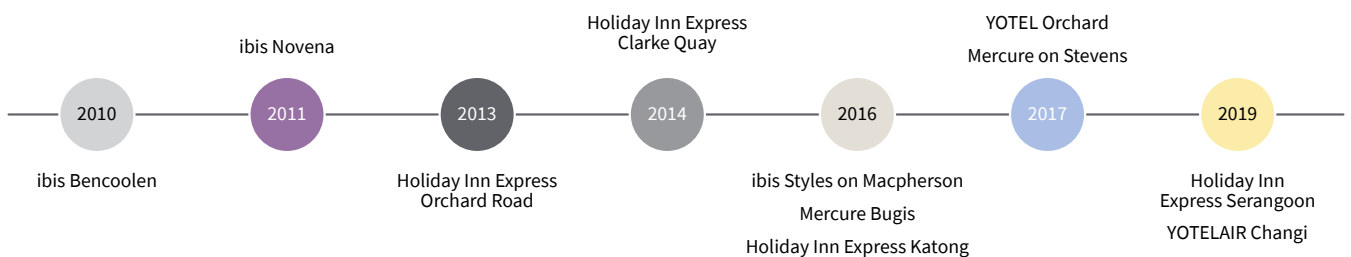 Holiday Inn Express
Clarke Quay
YOTEL Orchard
Mercure on Stevens
ibis Novena
2010
2011
2013
2014
2016
2017
2019
ibis Bencoolen
Holiday Inn Express
Orchard Road
ibis Styles on Macpherson
Mercure Bugis
Holiday Inn Express Katong
Holiday Inn
Express Serangoon
YOTELAIR Changi